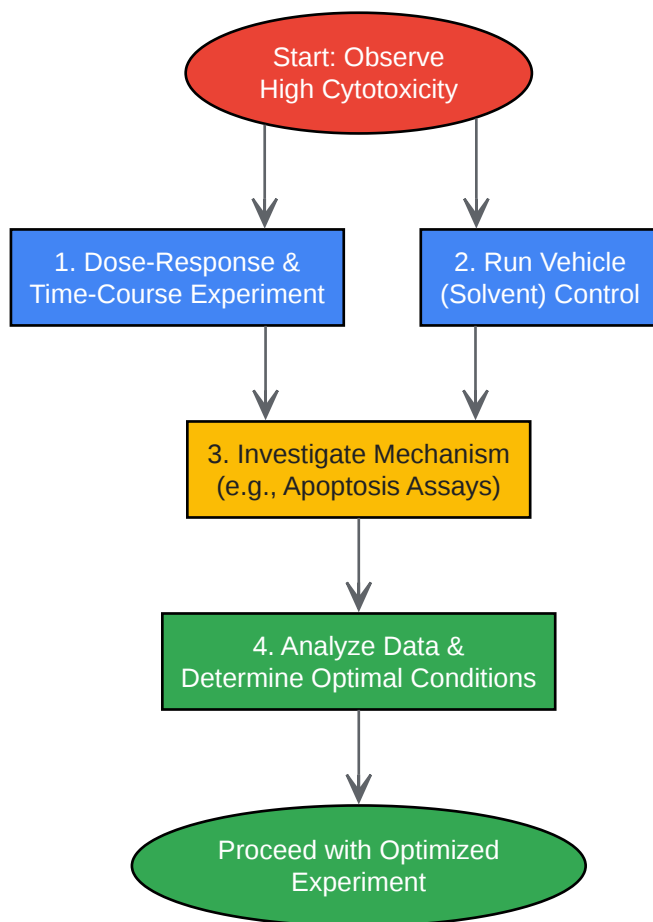 Start: Observe
High Cytotoxicity
1. Dose-Response &
Time-Course Experiment
2. Run Vehicle
(Solvent) Control
3. Investigate Mechanism
(e.g., Apoptosis Assays)
4. Analyze Data &
Determine Optimal Conditions
Proceed with Optimized
Experiment